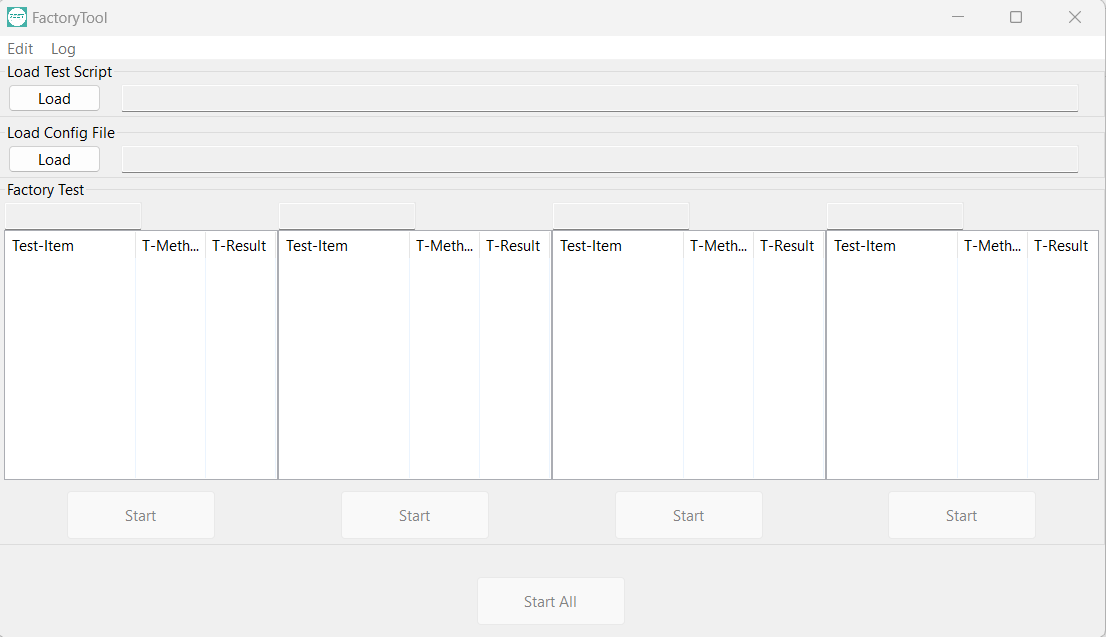 TEST FactoryTool
Edit Log
Load Test Script
Load
Load Config File
Load
Factory Test
Test-Item T-Meth... T-Result Test-Item T-Meth... T-Result Test-Item T-Meth... T-Result Test-Item T-Meth... T-Result
Start Start Start Start
Start All